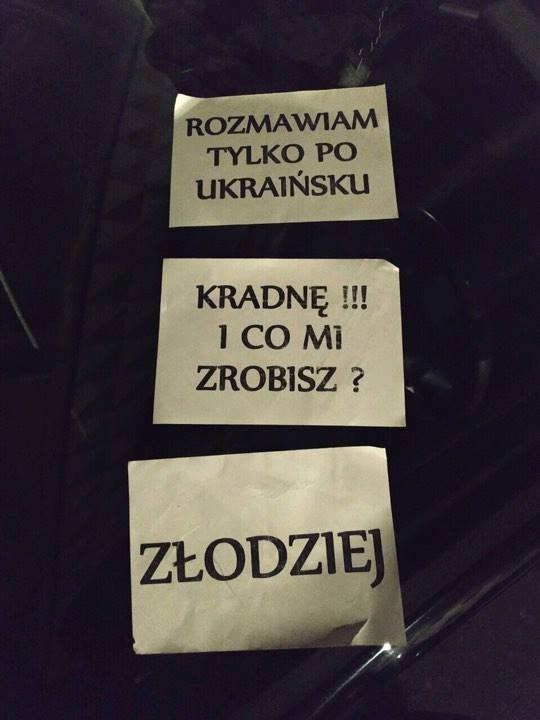 ROZMAWIAM
TYLKO PO
UKRAIŃSKU
KRADNĘ !!!
I CO MI
ZROBISZ ?
ZŁODZIEJ